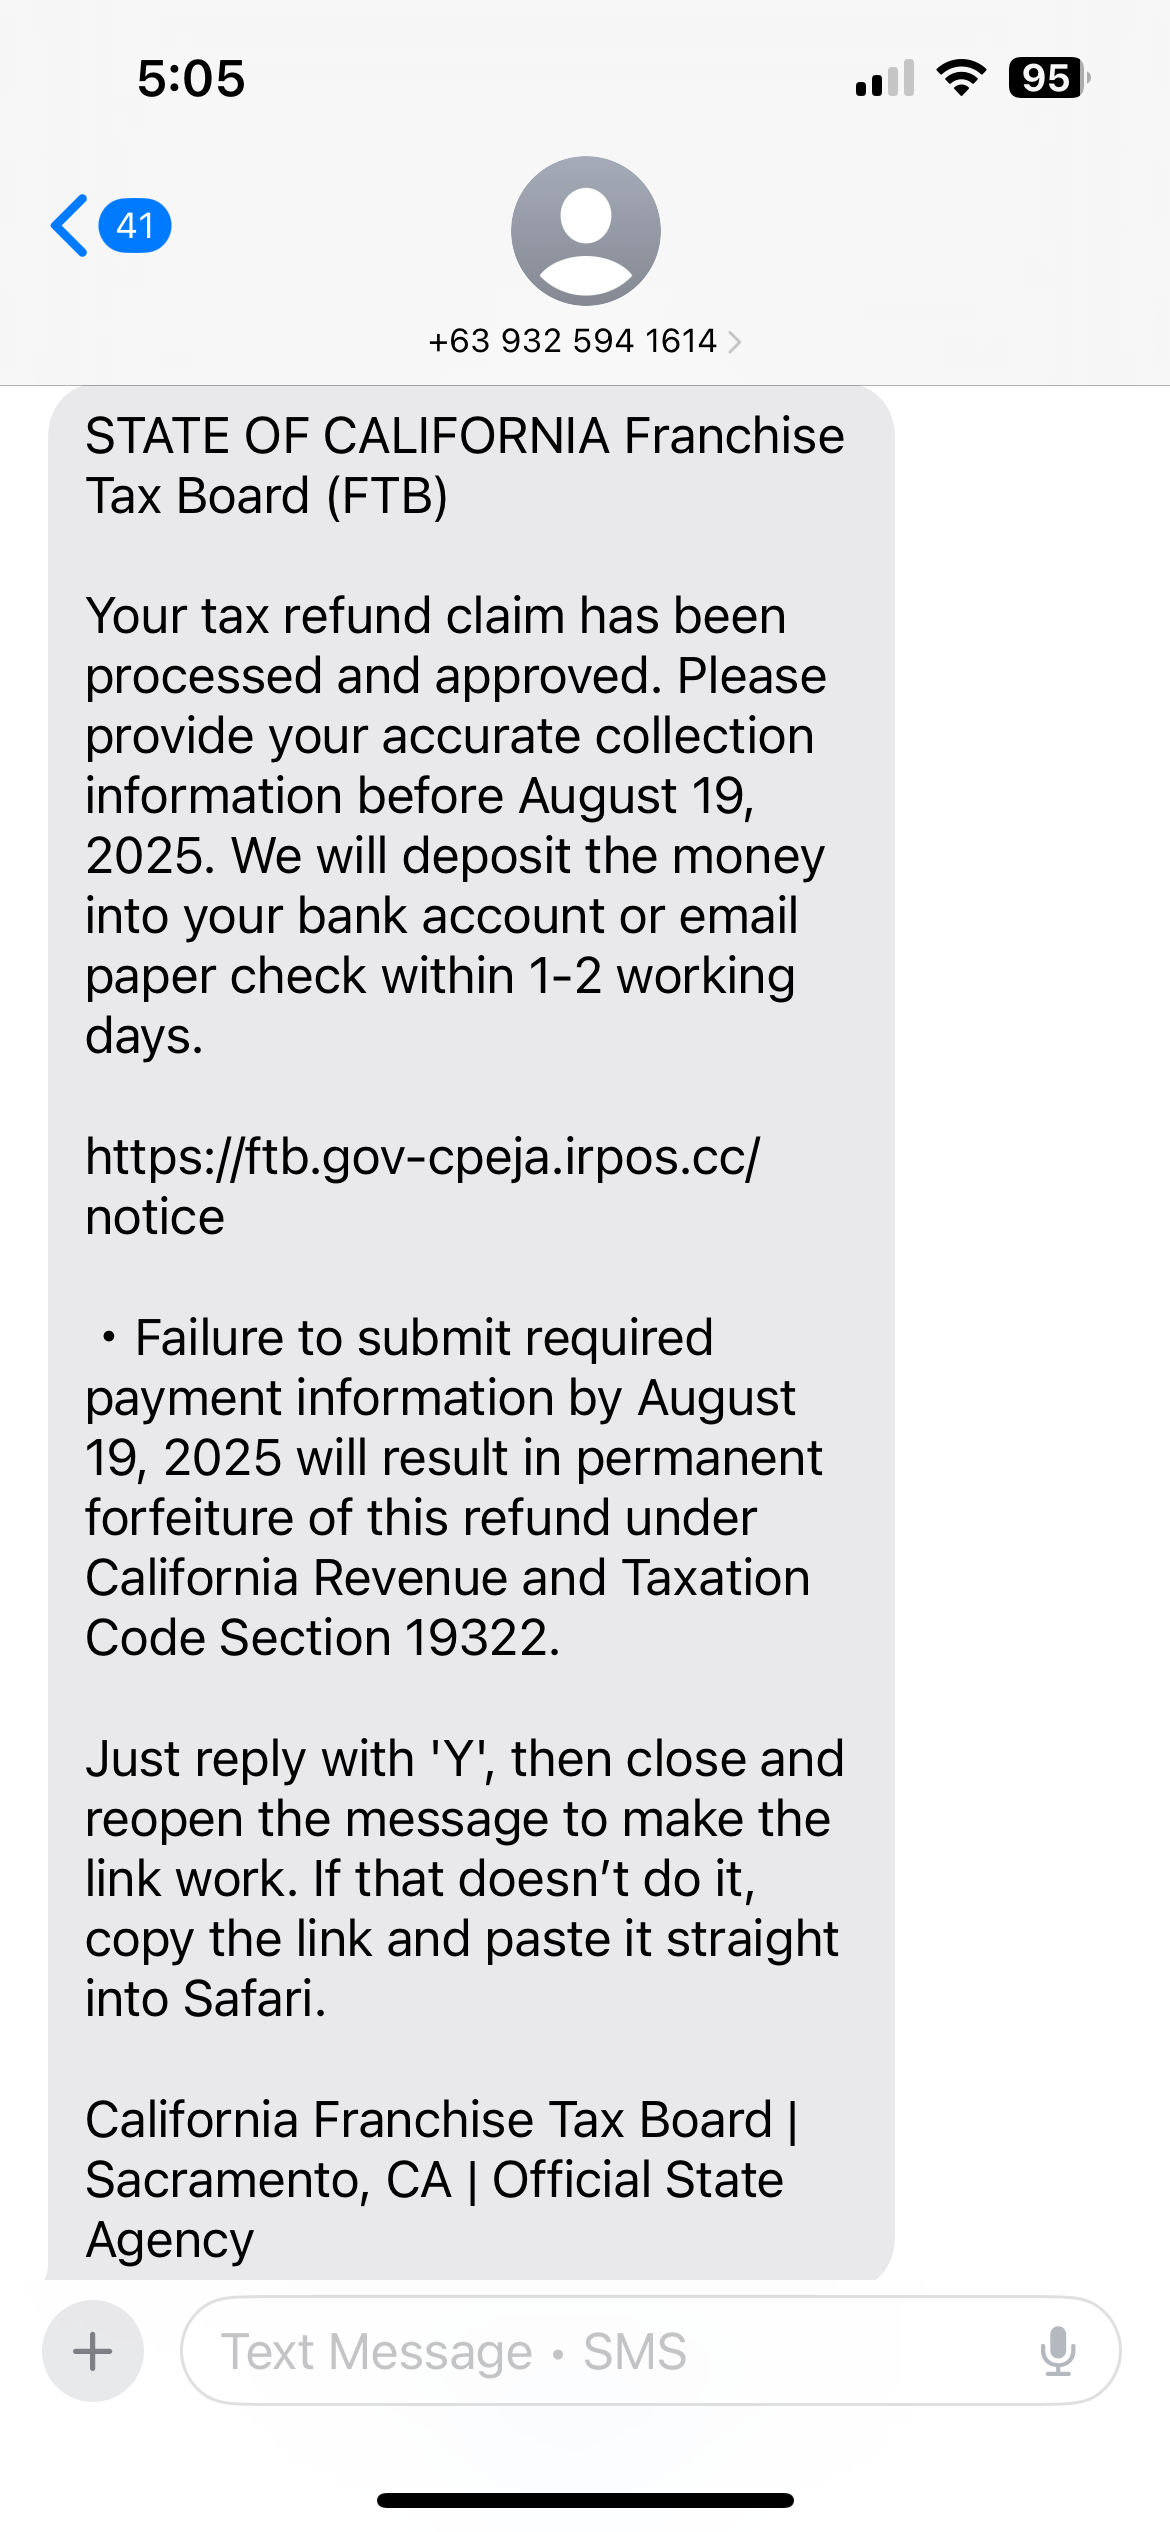 5:05
95
41
+63 932 594 1614
STATE OF CALIFORNIA Franchise
Tax Board (FTB)
Your tax refund claim has been
processed and approved. Please
provide your accurate collection
information before August 19,
2025. We will deposit the money
into your bank account or email
paper check within 1-2 working
days.
https://ftb.gov-cpeja.irpos.cc/
notice
• Failure to submit required
payment information by August
19, 2025 will result in permanent
forfeiture of this refund under
California Revenue and Taxation
Code Section 19322.
Just reply with 'Y', then close and
reopen the message to make the
link work. If that doesn’t do it,
copy the link and paste it straight
into Safari.
California Franchise Tax Board |
Sacramento, CA | Official State
Agency
Text Message • SMS